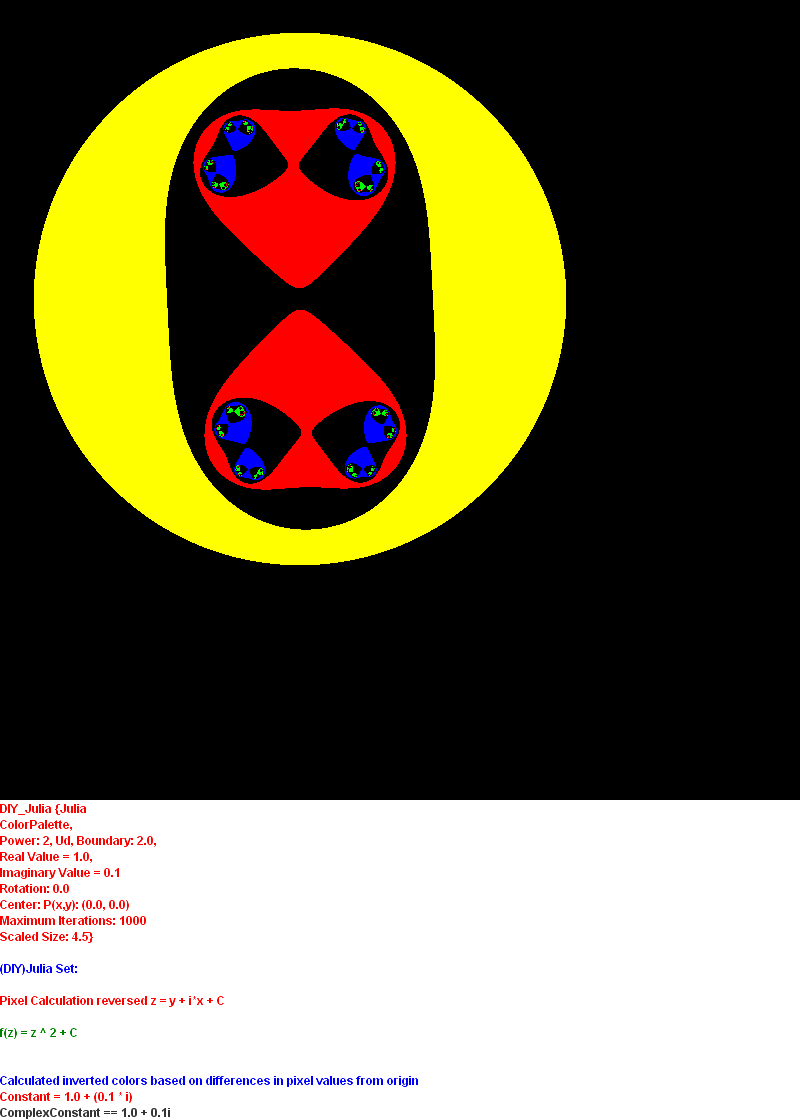 DIY_Julia {Julia
ColorPalette,
Power: 2, Ud, Boundary: 2.0,
Real Value = 1.0,
Imaginary Value = 0.1
Rotation: 0.0
Center: P(x,y): (0.0, 0.0)
Maximum Iterations: 1000
Scaled Size: 4.5}
(DIY)Julia Set:
Pixel Calculation reversed z = y + i*x + C
f(z) = z ^ 2 + C
Calculated inverted colors based on differences in pixel values from origin
Constant = 1.0 + (0.1 * i)
ComplexConstant == 1.0 + 0.1i